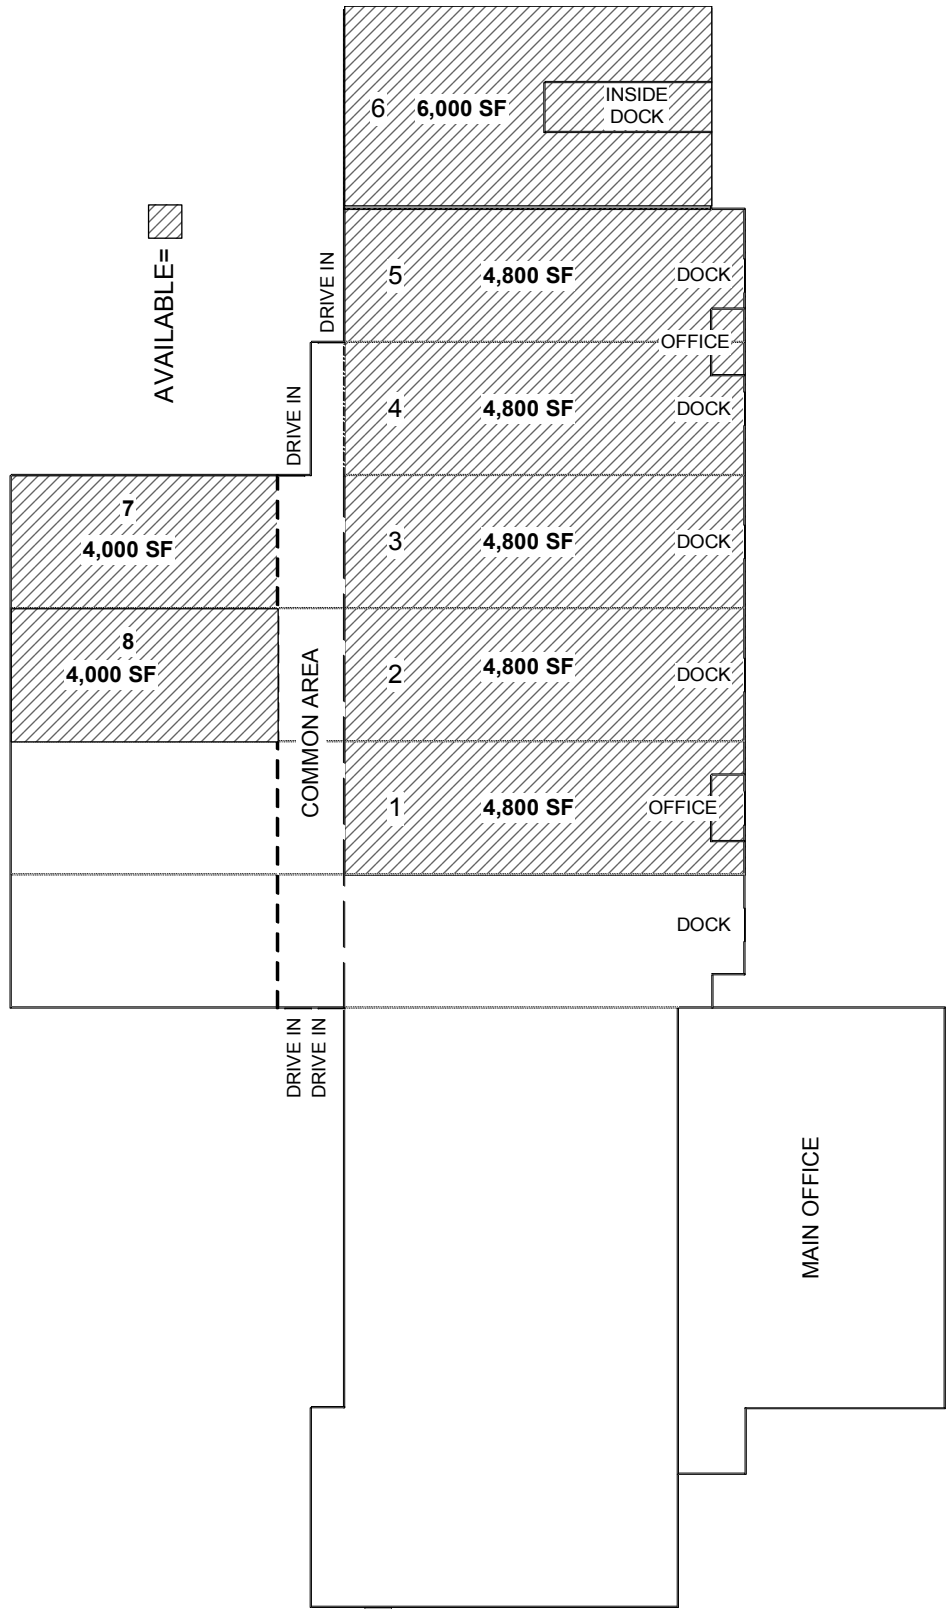 6 6,000 SF
INSIDE
DOCK
AVAILABLE=
DRIVE IN
5 4,800 SF DOCK
OFFICE
DRIVE IN
4 4,800 SF DOCK
7
4,000 SF
3 4,800 SF DOCK
8
4,000 SF
2 4,800 SF DOCK
COMMON AREA
1 4,800 SF OFFICE
DOCK
DRIVE IN
DRIVE IN
MAIN OFFICE